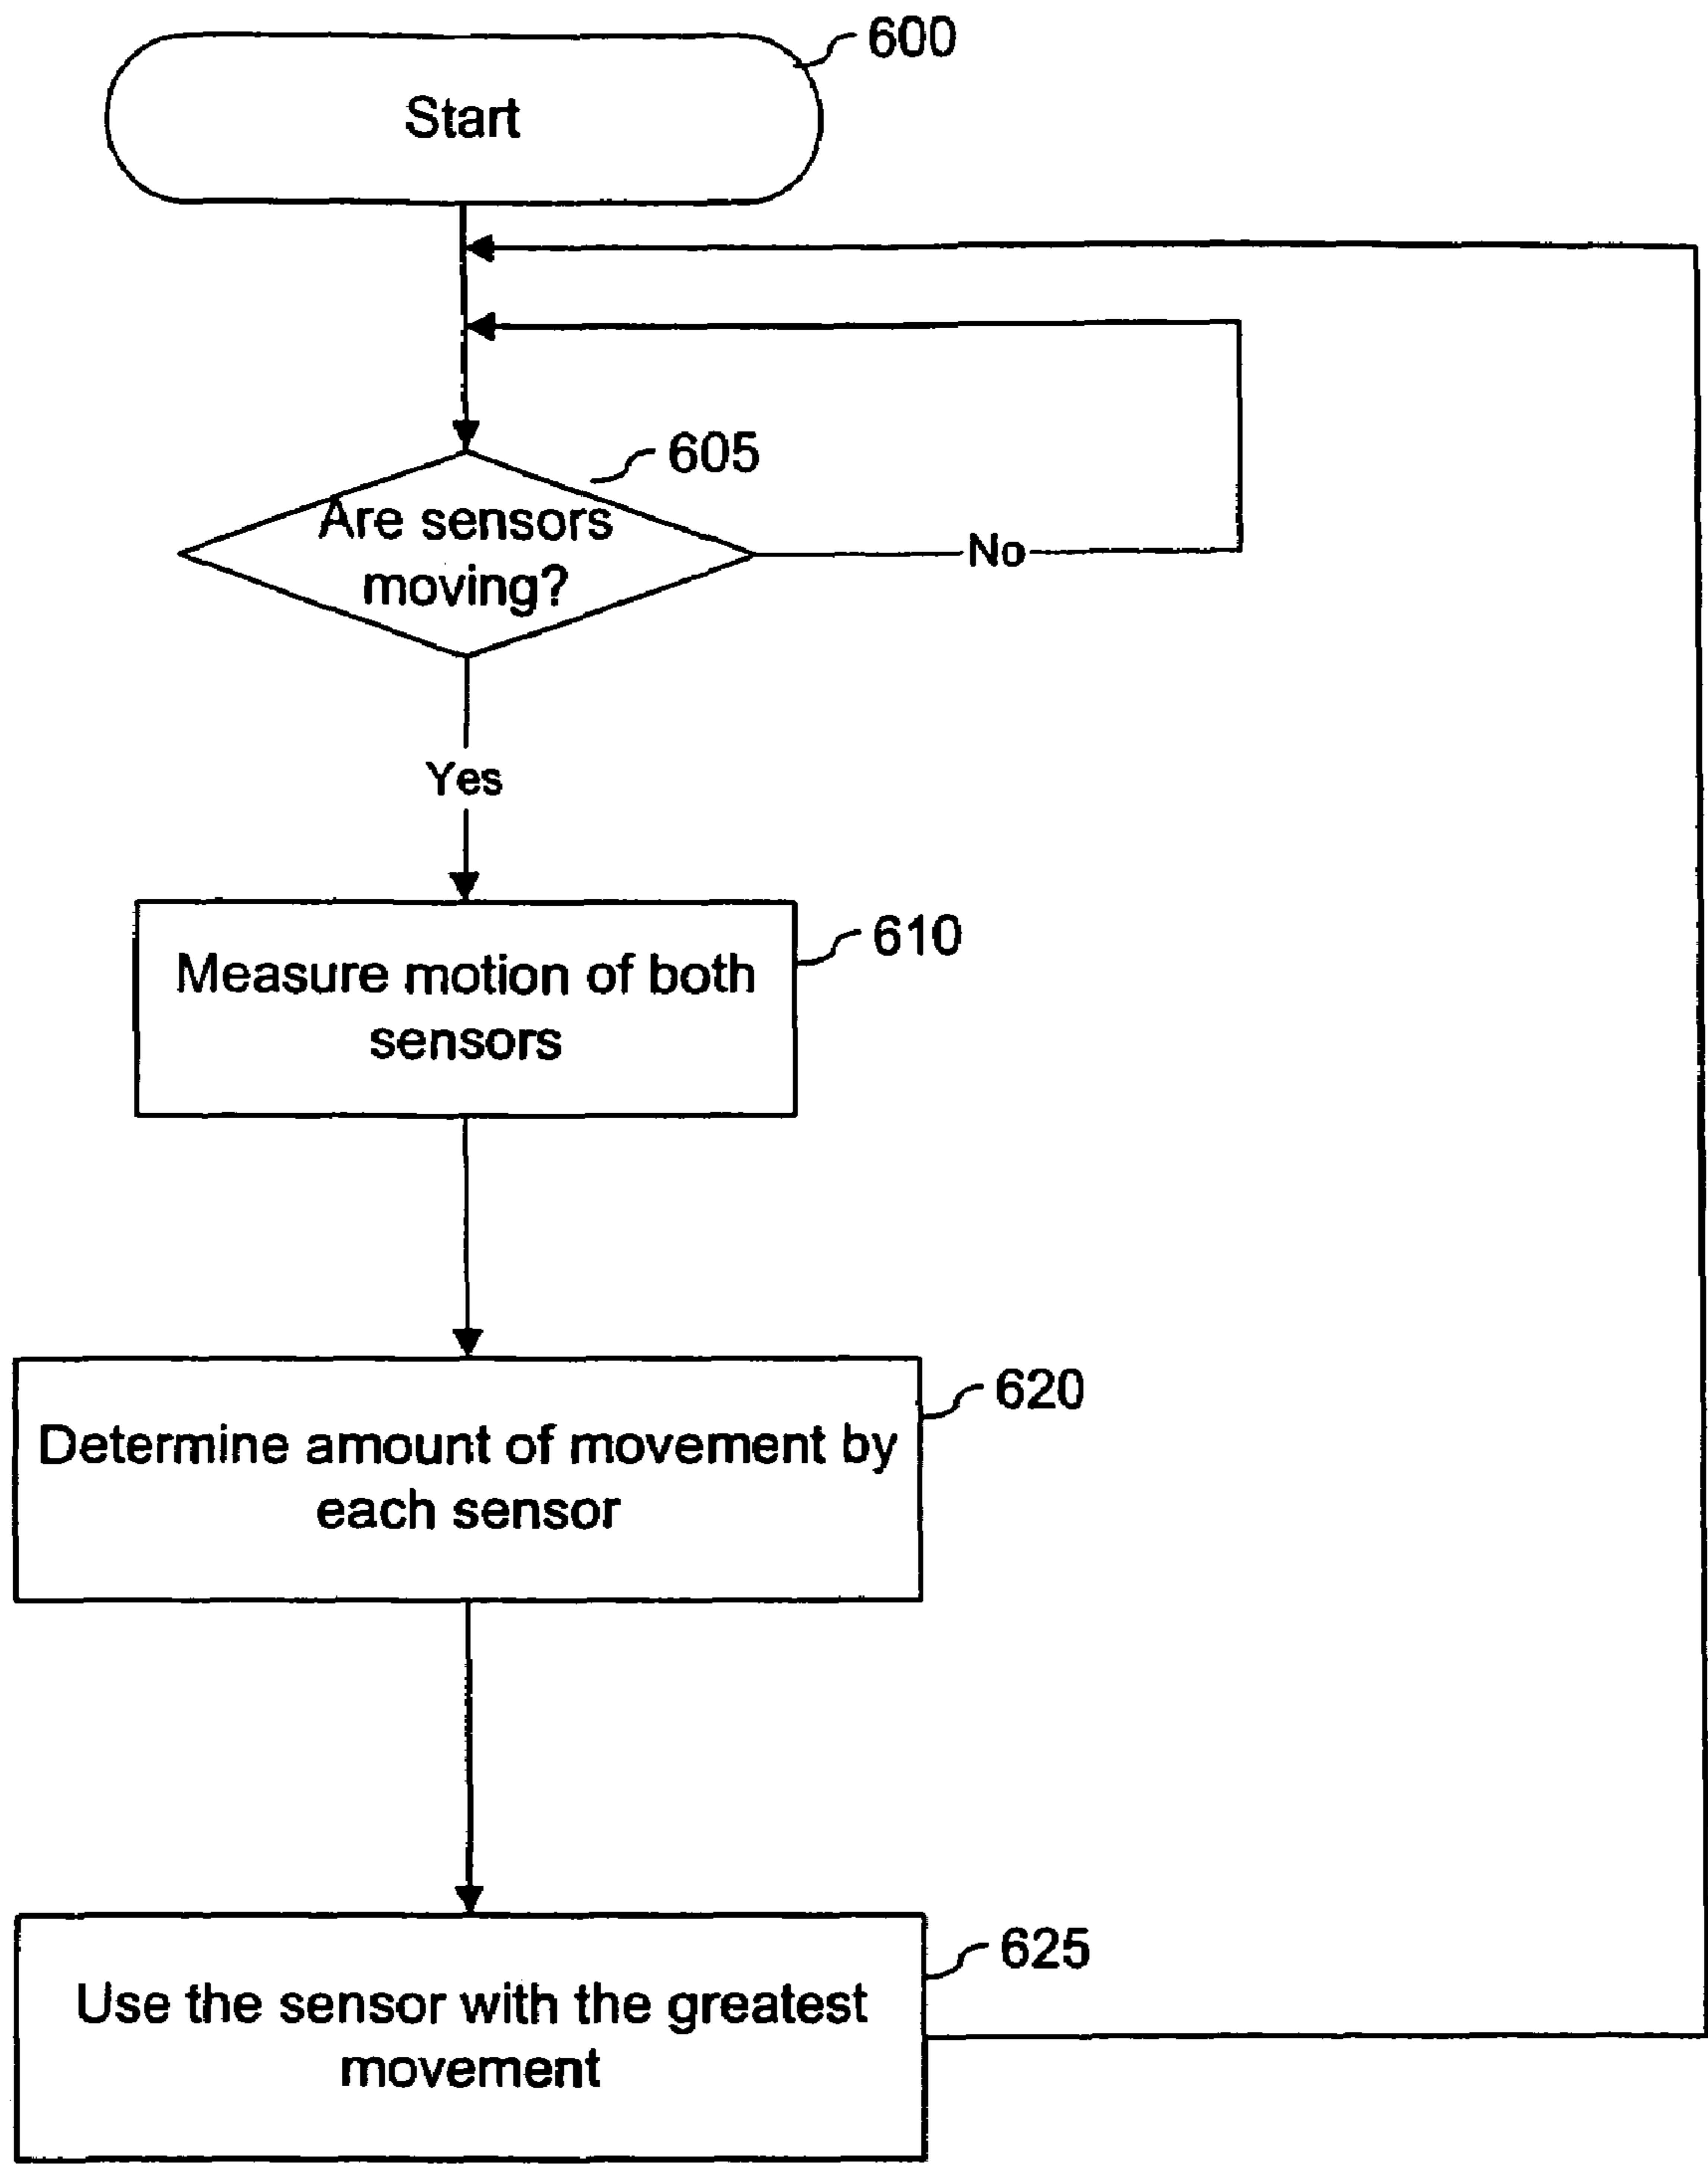 600
Start
605
Are sensors
moving?
No
Yes
610
Measure motion of both
sensors
620
Determine amount of movement by
each sensor
625
Use the sensor with the greatest
movement